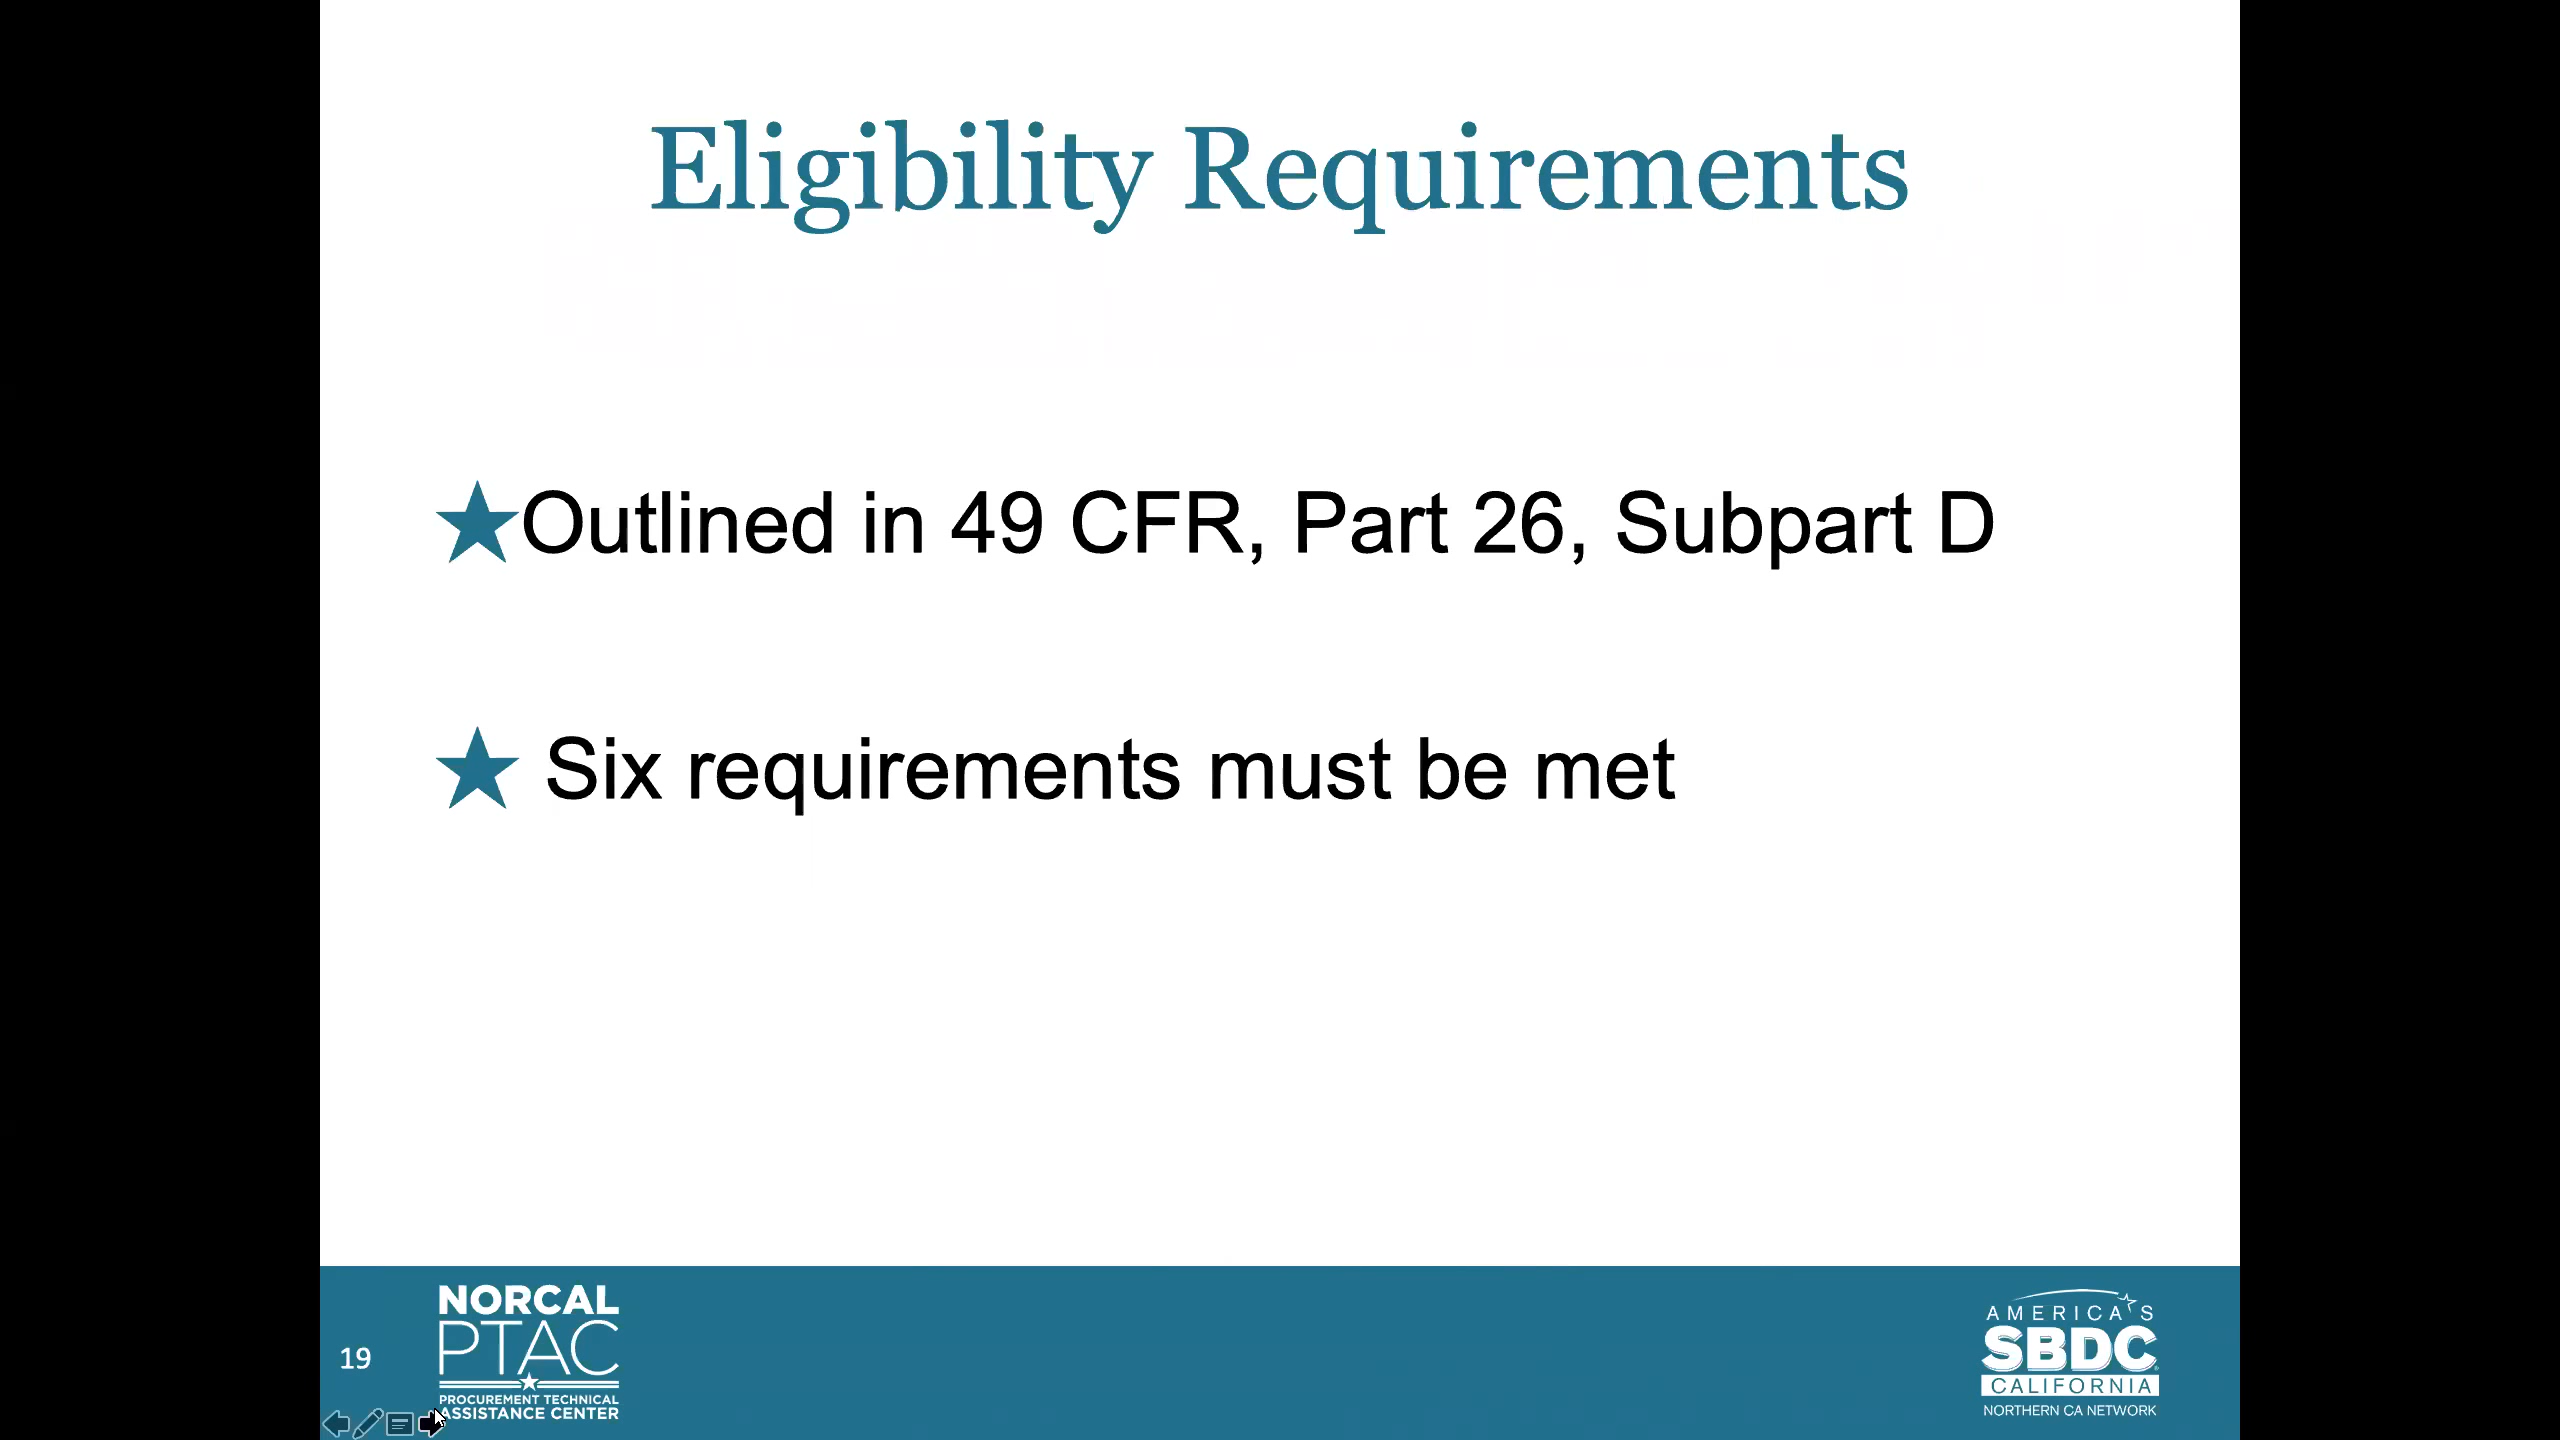 Eligibility Requirements
Outlined in 49 CFR, Part 26, Subpart D
Six requirements must be met
19
NORCAL
PTAC
PROCUREMENT TECHNICAL
ASSISTANCE CENTER
AMERICA'S
SBDC
CALIFORNIA
NORTHERN CA NETWORK